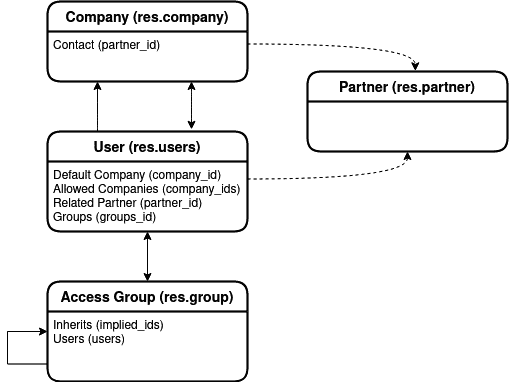 Company (res.company)
Contact (partner_id)
Partner (res.partner)
User (res.users)
Default Company (company_id)
Allowed Companies (company_ids)
Related Partner (partner_id)
Groups (groups_id)
Access Group (res.group)
Inherits (implied_ids)
Users (users)